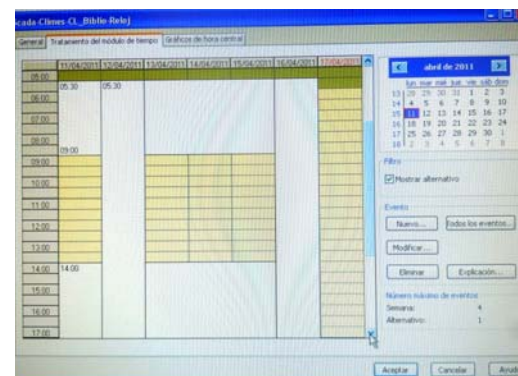 cada Climes CL_Biblio-Reloj
General Tratamiento del módulo de tiempo Gráficos de hora central
11/04/2011 12/04/2011 13/04/2011 14/04/2011 15/04/2011 16/04/2011 17/04/2011
05:00
05:30 05:30
06:00
07:00
08:00
09:00
09:00
10:00
11:00
12:00
13:00
14:00 14:00
15:00
16:00
17:00
abril de 2011
lun mar mié jue vie sáb dom
13 28 29 30 31 1 2 3
14 4 5 6 7 8 9 10
15 11 12 13 14 15 16 17
16 18 19 20 21 22 23 24
17 25 26 27 28 29 30 1
18 2 3 4 5 6 7 8
Filtro
Mostrar alternativo
Evento
Nuevo... Todos los eventos...
Modificar...
Eliminar Explicación...
Número máximo de eventos
Semana: 4
Alternativo: 1
Aceptar Cancelar Ayud